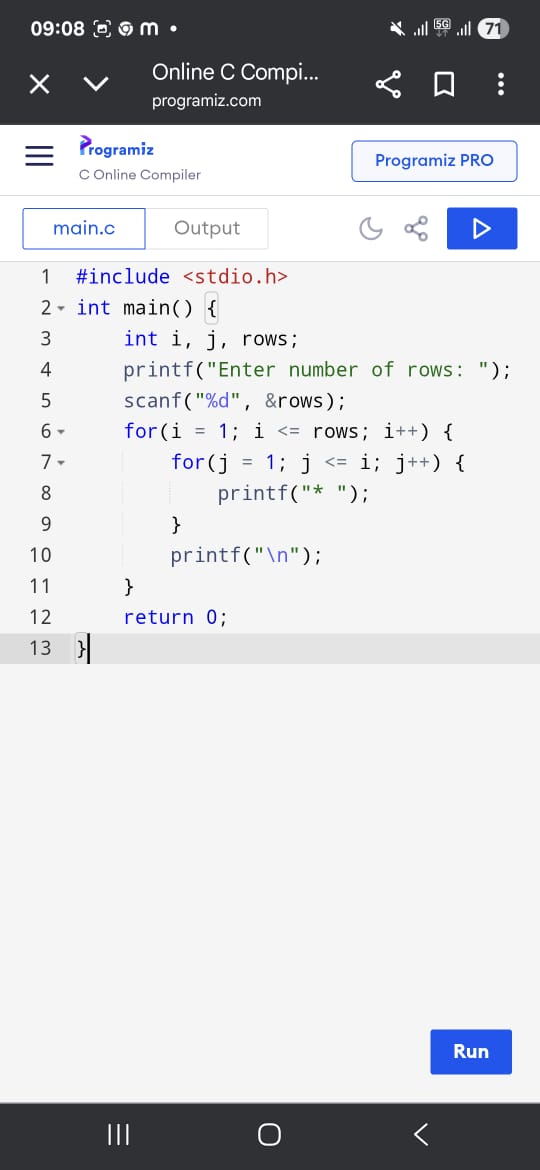 09:08 m •
5G 71
Online C Compi...
programiz.com
Programiz
C Online Compiler
Programiz PRO
main.c Output
1 #include <stdio.h>
2 int main() {
3     int i, j, rows;
4     printf("Enter number of rows: ");
5     scanf("%d", &rows);
6     for(i = 1; i <= rows; i++) {
7         for(j = 1; j <= i; j++) {
8             printf("* ");
9         }
10         printf("\n");
11     }
12     return 0;
13 }
Run